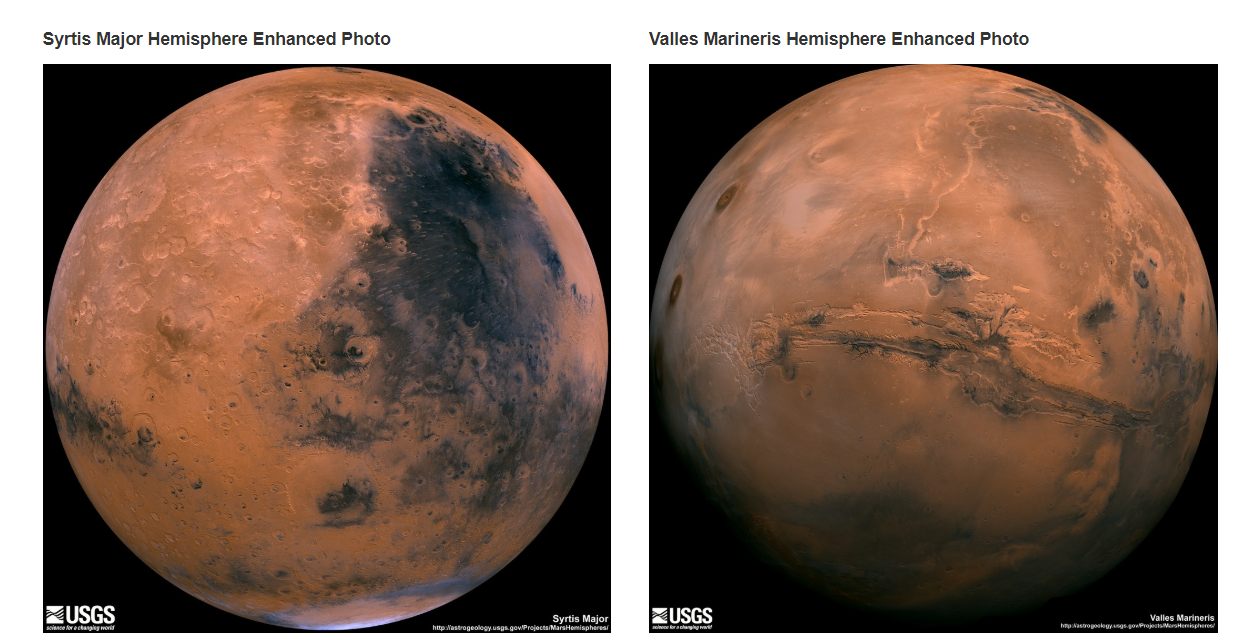 Syrtis Major Hemisphere Enhanced Photo
Valles Marineris Hemisphere Enhanced Photo
USGS
science for a changing world
Syrtis Major
http://astrogeology.usgs.gov/Projects/MarsHemispheres/
USGS
science for a changing world
Valles Marineris
http://astrogeology.usgs.gov/Projects/MarsHemispheres/